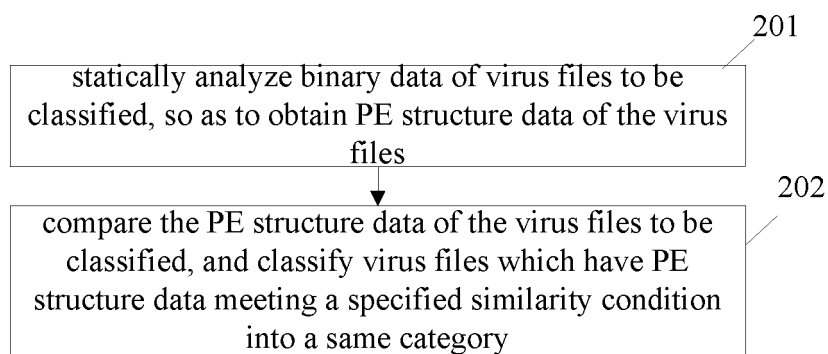 201
statically analyze binary data of virus files to be
classified, so as to obtain PE structure data of the virus
files
202
compare the PE structure data of the virus files to be
classified, and classify virus files which have PE
structure data meeting a specified similarity condition
into a same category